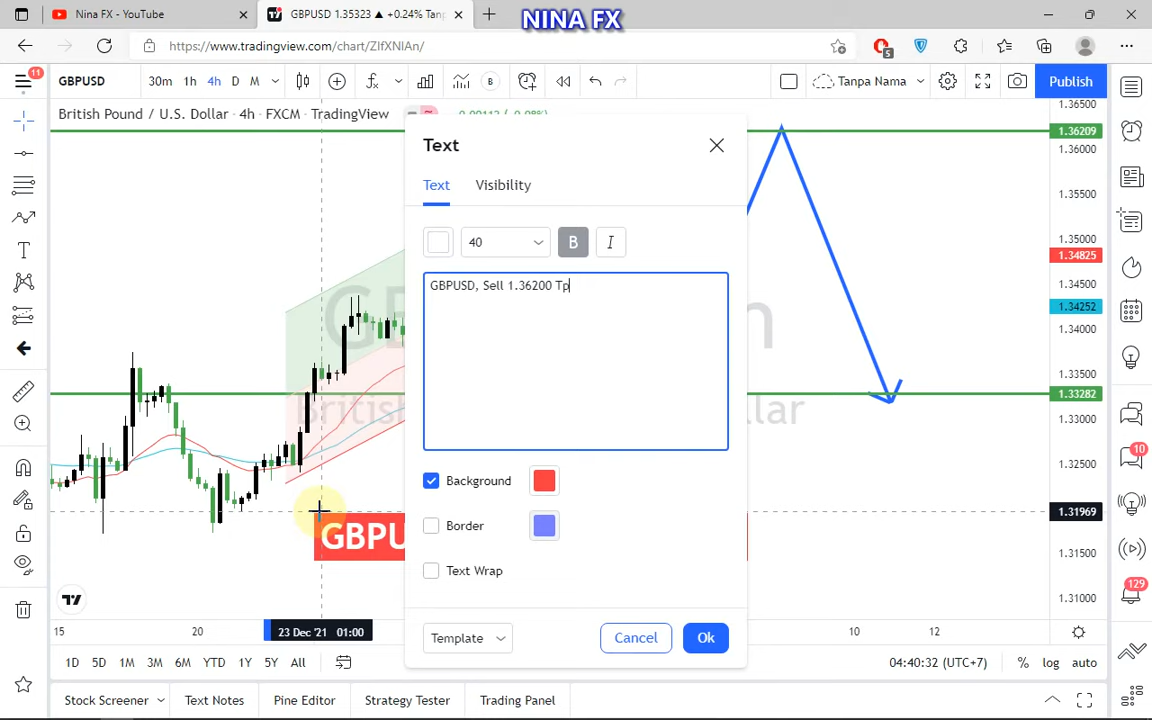 Nina FX - YouTube
GBPUSD 1.35323 ▲ +0.24% Tanp
NINA FX
https://www.tradingview.com/chart/ZIfXNIAn/
5
11
GBPUSD
30m 1h 4h D M
B
Tanpa Nama
Publish
British Pound / U.S. Dollar · 4h · FXCM · TradingView
1.36500
1.36209
1.36000
1.35500
1.35000
1.34825
1.34500
1.34252
1.34000
1.33500
1.33282
1.33000
1.32500
1.31969
1.31500
1.31000
Text
Text Visibility
40 B I
GBPUSD, Sell 1.36200 Tp
Background
Border
Text Wrap
Template Cancel Ok
GBPU
10
129
15 20 23 Dec '21 01:00 10 12
1D 5D 1M 3M 6M YTD 1Y 5Y All
04:40:32 (UTC+7) % log auto
Stock Screener Text Notes Pine Editor Strategy Tester Trading Panel